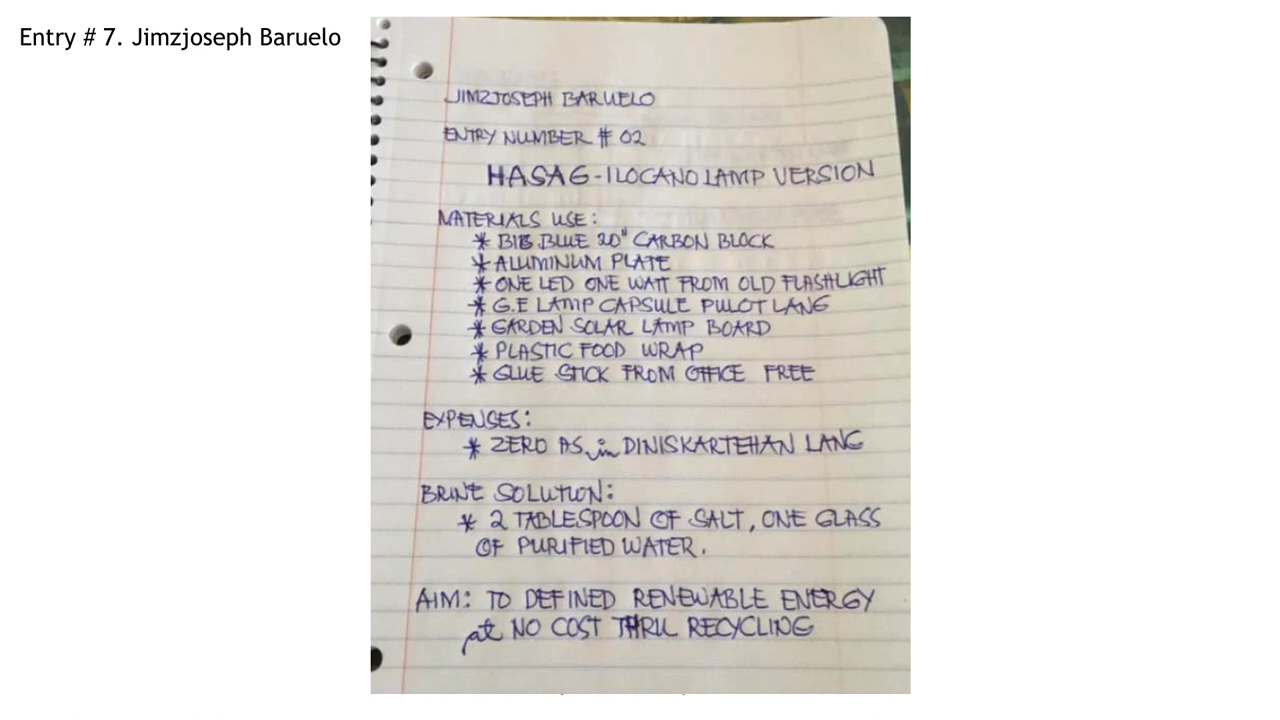 Entry # 7. Jimzjoseph Baruelo
JIMZJOSEPH BARUELO
ENTRY NUMBER # 02
HASAG-ILOCANO LAMP VERSION
MATERIALS USE:
* BIG BLUE 20" CARBON BLOCK
* ALUMINUM PLATE
* ONE LED ONE WATT FROM OLD FLASHLIGHT
* G.E LAMP CAPSULE PULOT LANG
* GARDEN SOLAR LAMP BOARD
* PLASTIC FOOD WRAP
* GLUE STICK FROM OFFICE FREE
EXPENSES:
* ZERO AS in DINISKARTEHAN LANG
BRINE SOLUTION:
* 2 TABLESPOON OF SALT, ONE GLASS
OF PURIFIED WATER.
AIM: TO DEFINED RENEWABLE ENERGY
at NO COST THRU RECYCLING